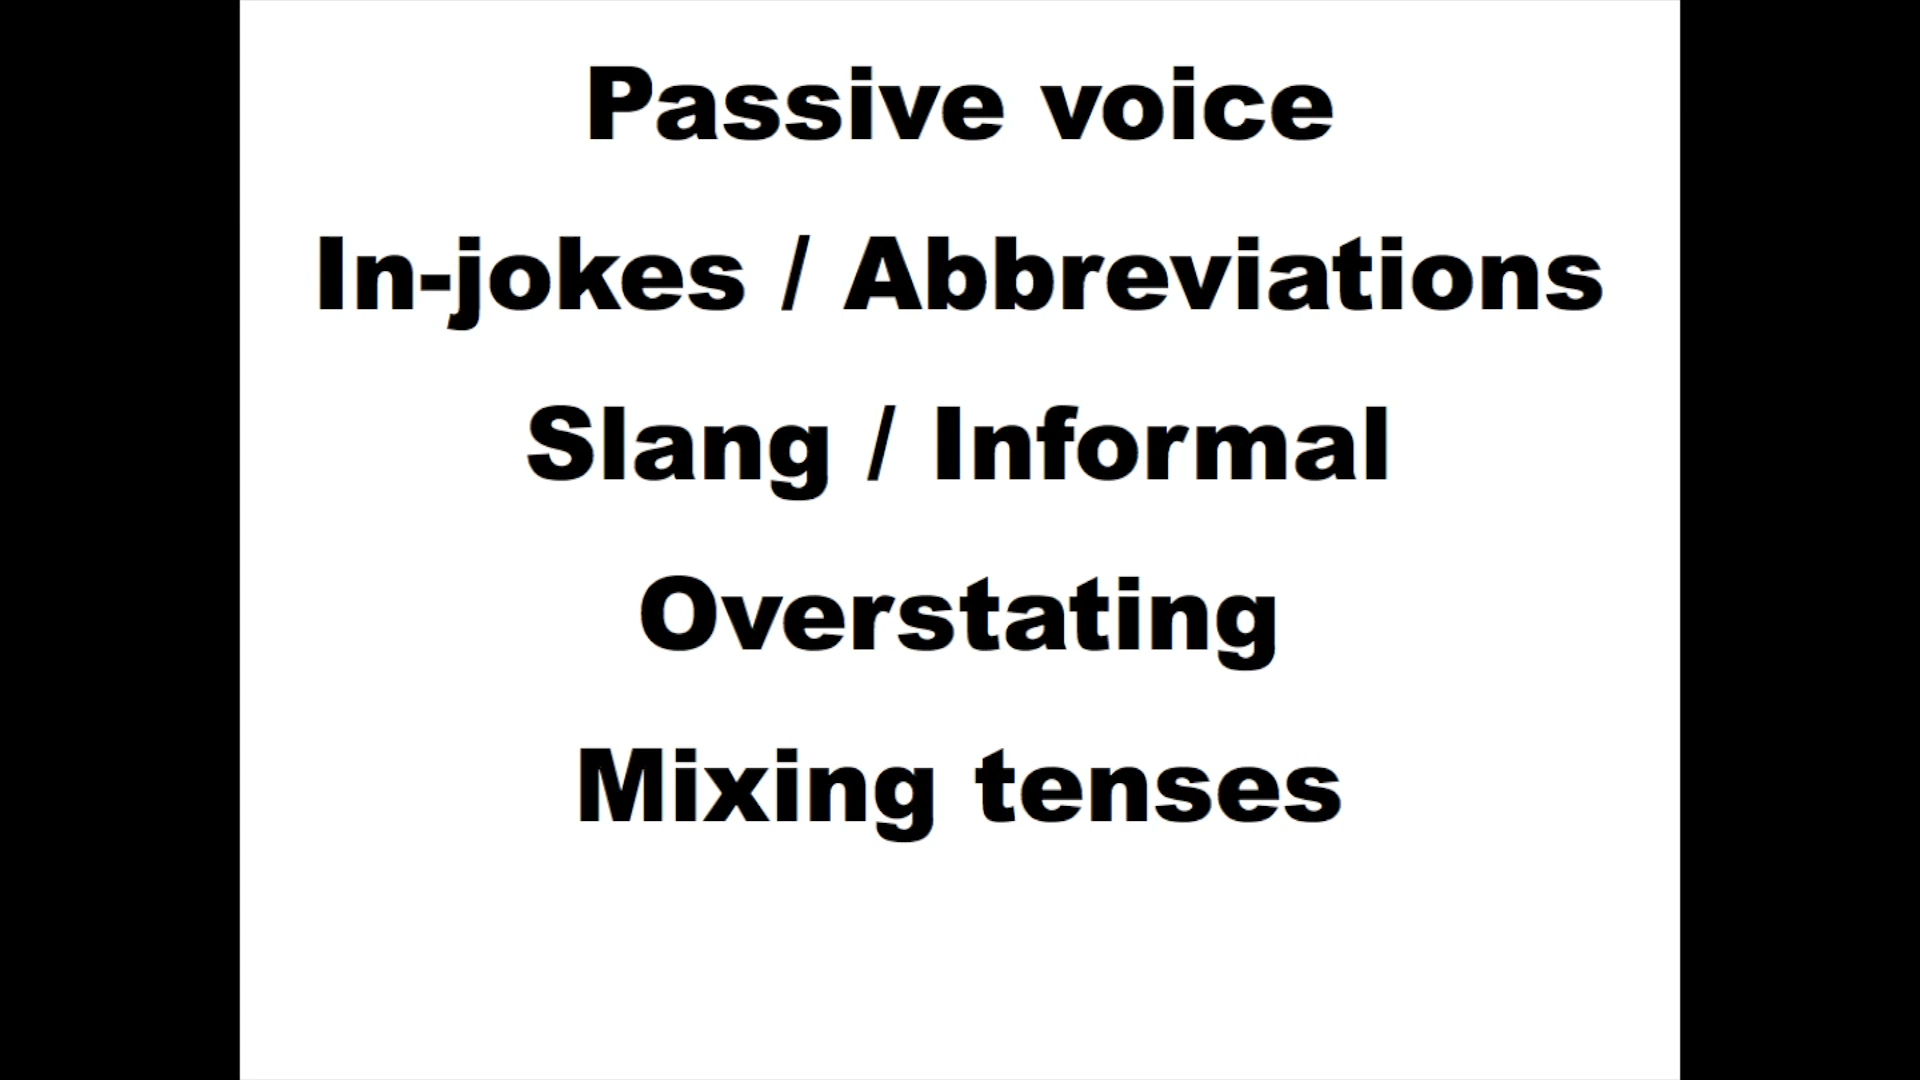 Passive voice
In-jokes / Abbreviations
Slang / Informal
Overstating
Mixing tenses